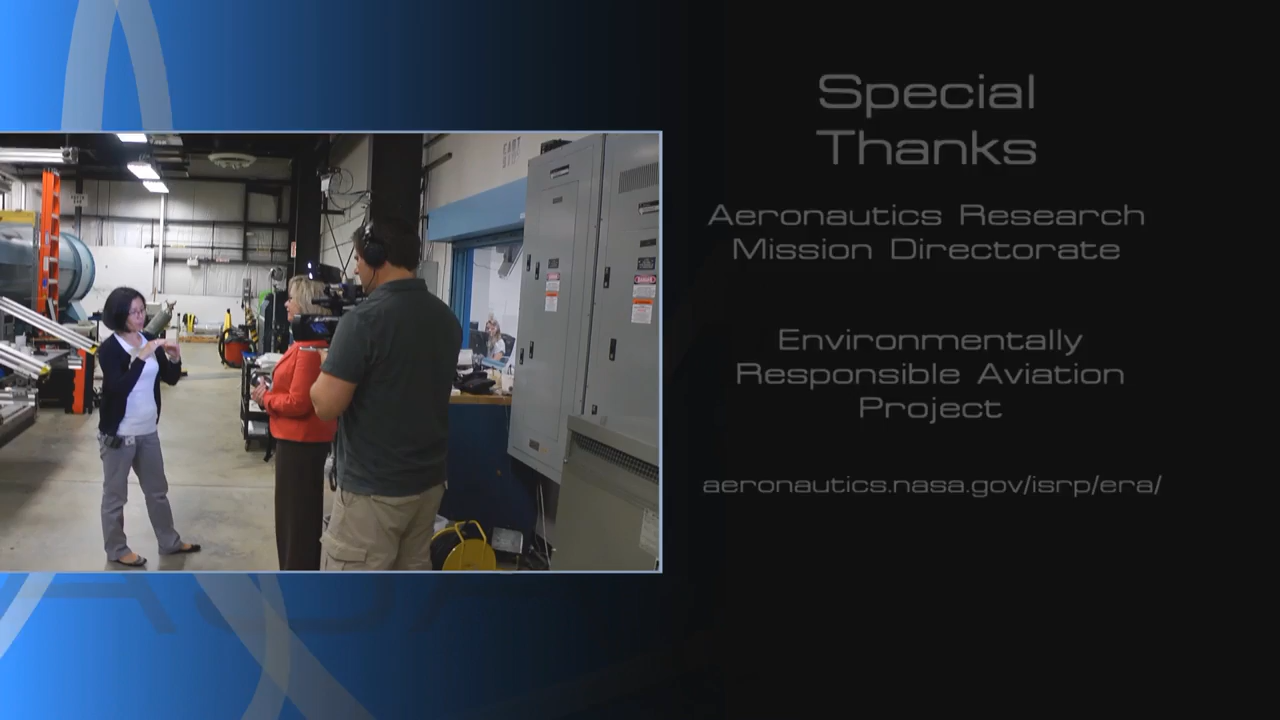 Special
Thanks
Aeronautics Research
Mission Directorate
Environmentally
Responsible Aviation
Project
aeronautics.nasa.gov/isrp/era/